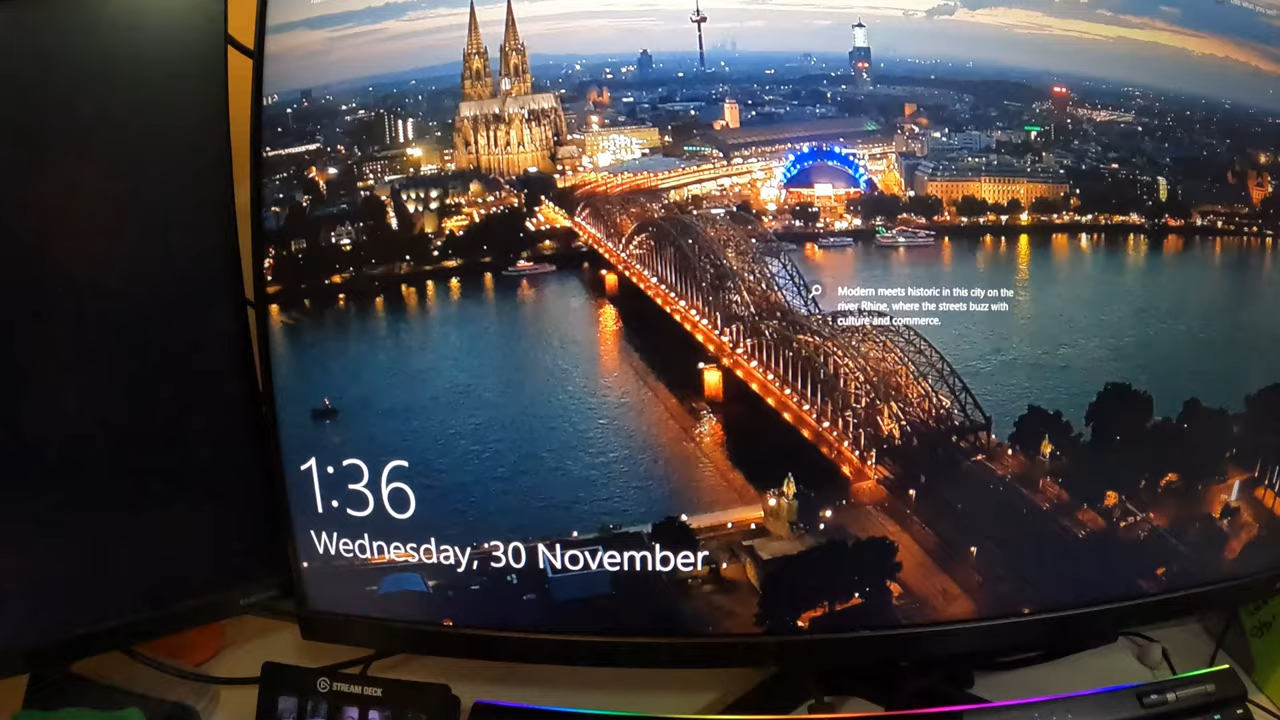 Modern meets historic in this city on the
river Rhine, where the streets buzz with
culture and commerce.
1:36
Wednesday, 30 November
STREAM DECK